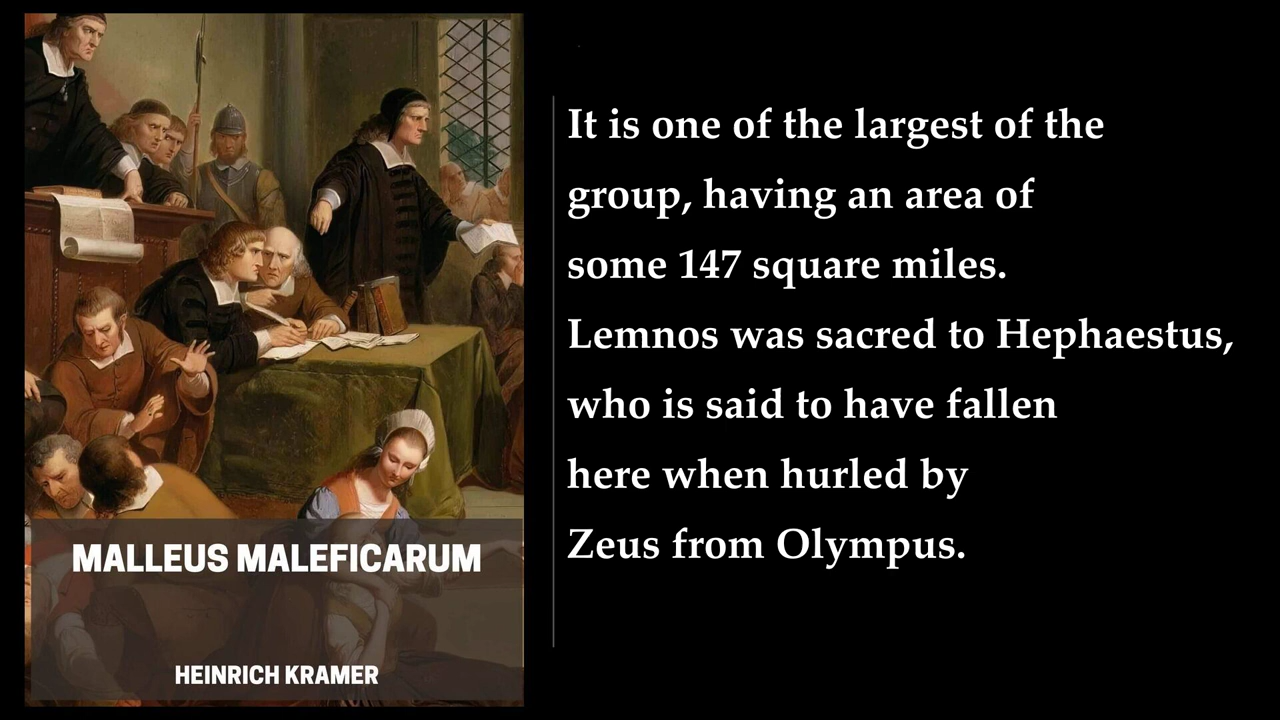 MALLEUS MALEFICARUM
HEINRICH KRAMER
It is one of the largest of the
group, having an area of
some 147 square miles.
Lemnos was sacred to Hephaestus,
who is said to have fallen
here when hurled by
Zeus from Olympus.